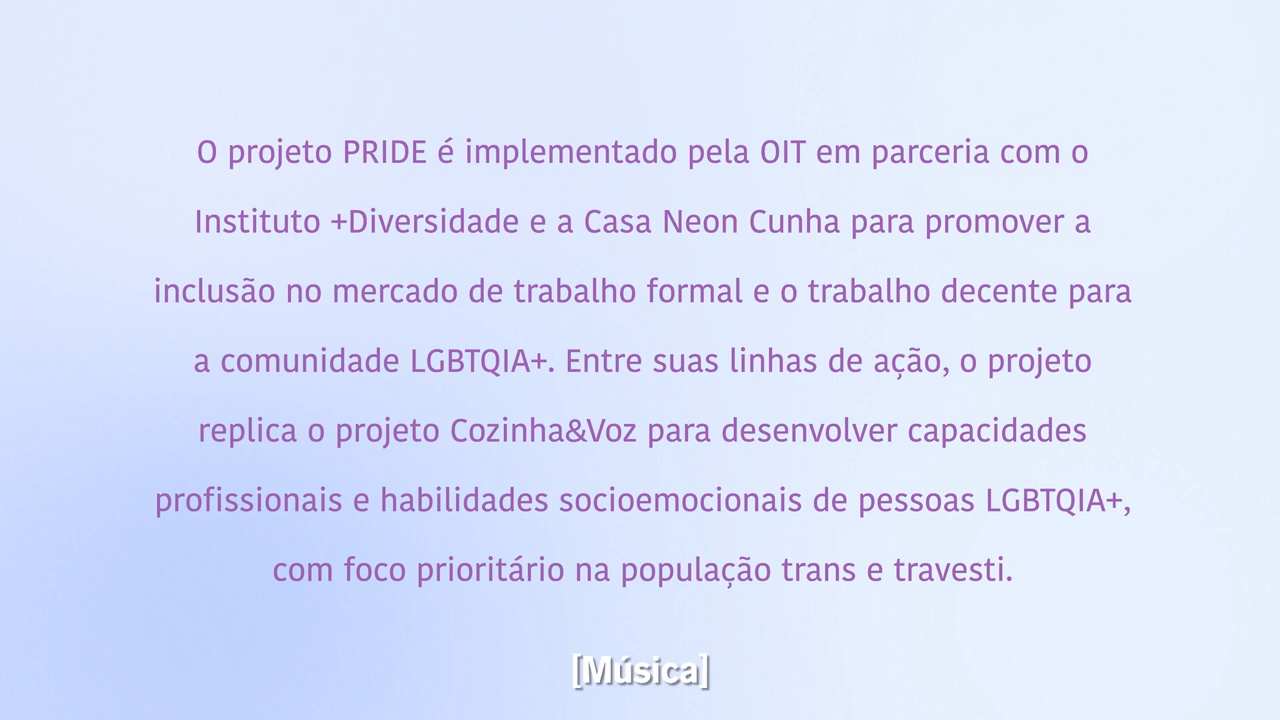 O projeto PRIDE é implementado pela OIT em parceria com o
Instituto +Diversidade e a Casa Neon Cunha para promover a
inclusão no mercado de trabalho formal e o trabalho decente para
a comunidade LGBTQIA+. Entre suas linhas de ação, o projeto
replica o projeto Cozinha&Voz para desenvolver capacidades
profissionais e habilidades socioemocionais de pessoas LGBTQIA+,
com foco prioritário na população trans e travesti.
[Música]